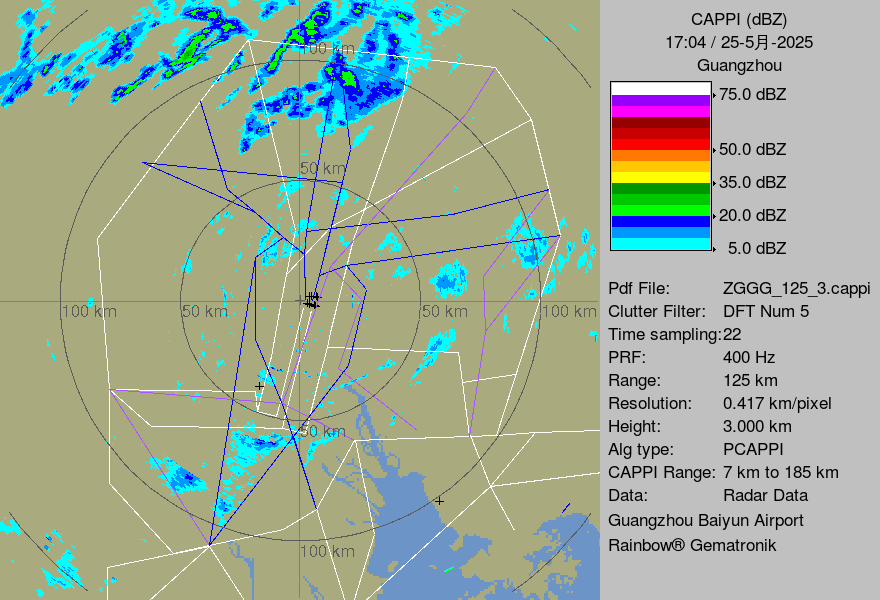 CAPPI (dBZ)
17:04 / 25-5月-2025
Guangzhou
75.0 dBZ
50.0 dBZ
35.0 dBZ
20.0 dBZ
5.0 dBZ
Pdf File: ZGGG_125_3.cappi
Clutter Filter: DFT Num 5
Time sampling:22
PRF: 400 Hz
Range: 125 km
Resolution: 0.417 km/pixel
Height: 3.000 km
Alg type: PCAPPI
CAPPI Range: 7 km to 185 km
Data: Radar Data
Guangzhou Baiyun Airport
Rainbow® Gematronik
100 km
50 km
100 km
50 km
50 km
100 km
50 km
100 km